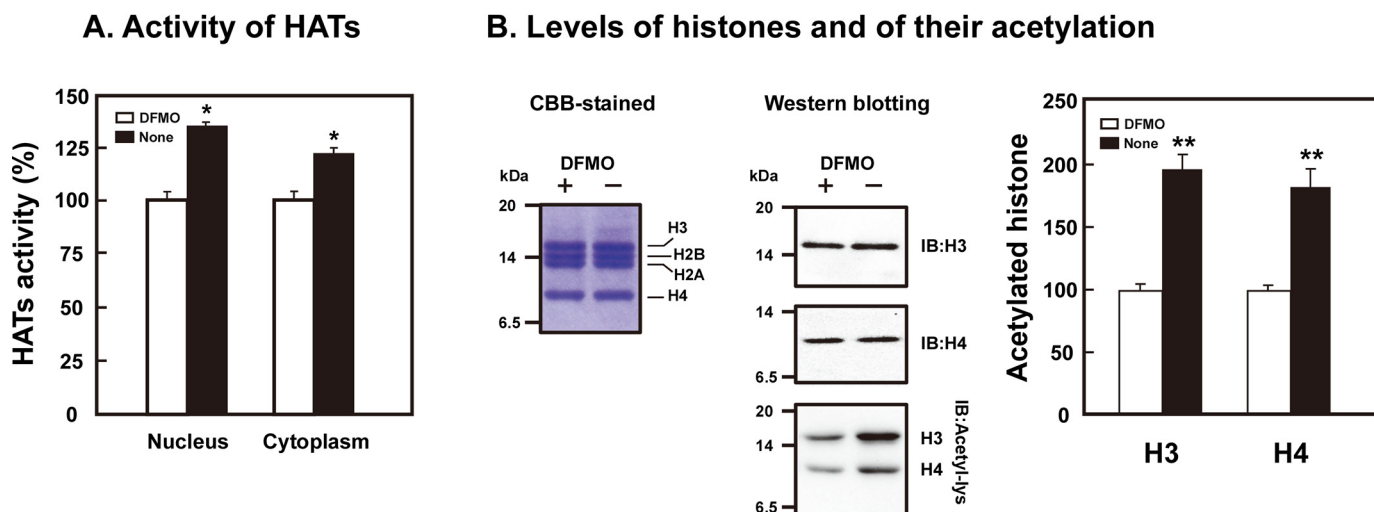 A. Activity of HATs
B. Levels of histones and of their acetylation
HATs activity (%)
150
125
100
75
50
25
0
DFMO
None
*
*
Nucleus Cytoplasm
CBB-stained
DFMO
kDa + −
20
14
6.5
H3
H2B
H2A
H4
Western blotting
DFMO
kDa + −
20
14
IB:H3
14
6.5
IB:H4
20
14
6.5
H3
H4
IB:Acetyl-lys
Acetylated histone
250
200
150
100
50
0
DFMO
None
**
**
H3 H4